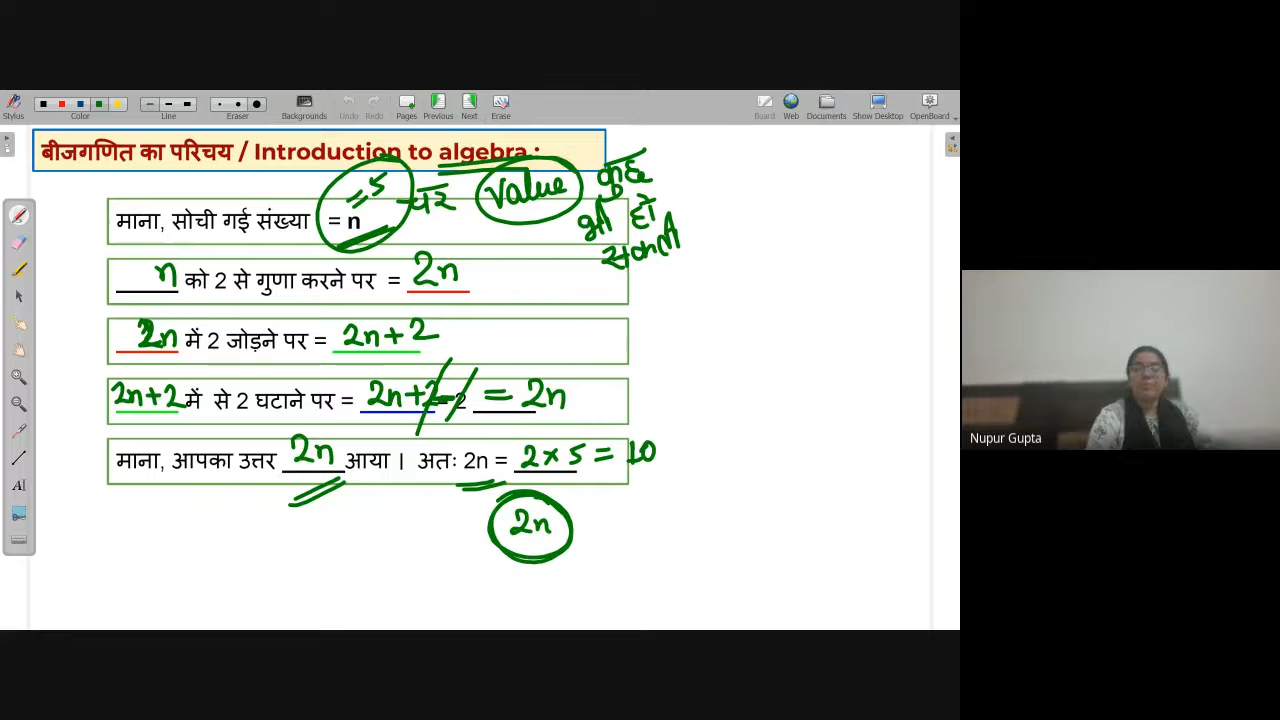 Stylus Color Line Eraser Backgrounds Undo Redo Pages Previous Next Erase Board Web Documents Show Desktop OpenBoard
बीजगणित का परिचय / Introduction to algebra :
= 5 पर value कुछ
भी हो
सकती
माना, सोची गई संख्या = n
n को 2 से गुणा करने पर = 2n
2n में 2 जोड़ने पर = 2n+2
2n+2 में से 2 घटाने पर = 2n+2 - 2 = 2n
माना, आपका उत्तर 2n आया । अतः 2n = 2 × 5 = 10
2n
Nupur Gupta